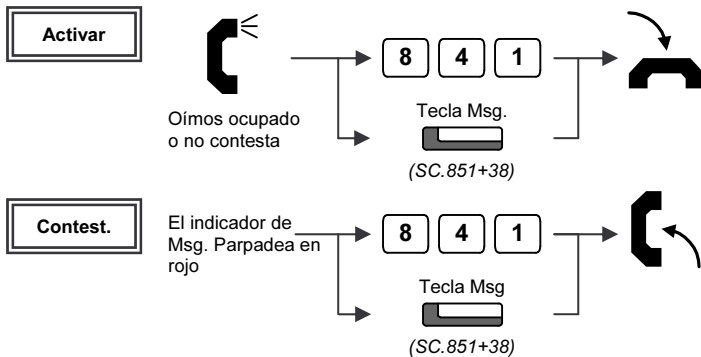 Activar
8 4 1
Oímos ocupado
o no contesta
Tecla Msg.
(SC.851+38)
Contest.
El indicador de
Msg. Parpadea en
rojo
8 4 1
Tecla Msg
(SC.851+38)